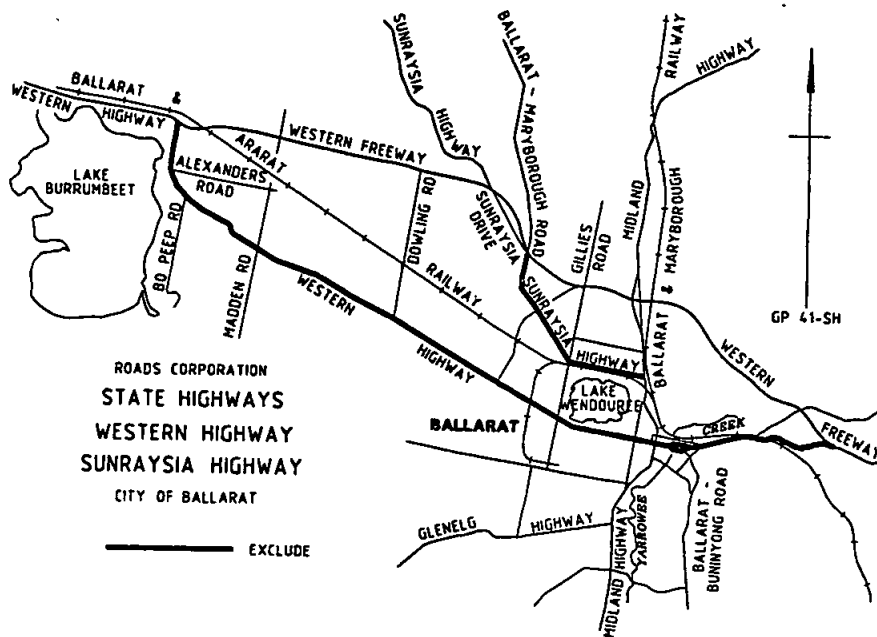 SUNRAYSIA
HIGHWAY
BALLARAT - MARYBOROUGH ROAD
RAILWAY
HIGHWAY
BALLARAT
&
WESTERN
HIGHWAY
ARARAT
WESTERN FREEWAY
LAKE
BURRUMBEET
ALEXANDERS
ROAD
BO PEEP RD
MADDEN RD
DOWLING RD
SUNRAYSIA
DRIVE
GILLIES
ROAD
MIDLAND
BALLARAT & MARYBOROUGH
RAILWAY
WESTERN
HIGHWAY
SUNRAYSIA
HIGHWAY
GP 41-SH
WESTERN
FREEWAY
LAKE
WENDOUREE
BALLARAT
CREEK
YARROWEE
GLENELG
HIGHWAY
MIDLAND HIGHWAY
BALLARAT -
BUNINYONG ROAD
ROADS CORPORATION
STATE HIGHWAYS
WESTERN HIGHWAY
SUNRAYSIA HIGHWAY
CITY OF BALLARAT
EXCLUDE